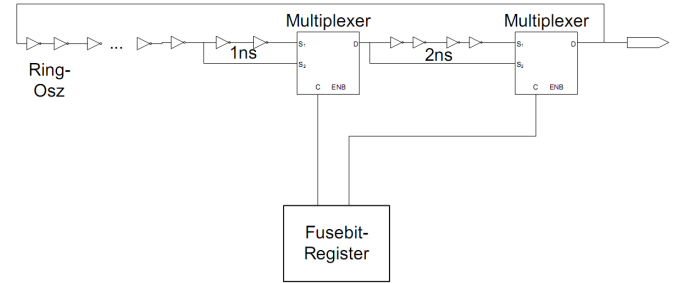 Multiplexer
Multiplexer
...
1ns
S1
D
2ns
S1
D
S2
S2
Ring-
Osz
C ENB
C ENB
Fusebit-
Register